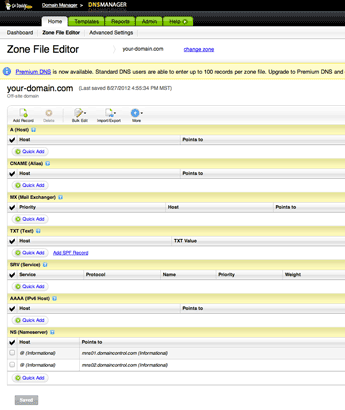 Go Daddy
Domain Manager > DNSMANAGER
Home Templates Reports Admin Help
Dashboard Zone File Editor Advanced Settings
Zone File Editor your-domain.com change zone
Premium DNS is now available. Standard DNS users are able to enter up to 100 records per zone file. Upgrade to Premium DNS and
your-domain.com (Last saved 8/27/2012 4:55:34 PM MST)
Off-site domain
Add Record Delete Bulk Edit Import/Export More
A (Host)
Host Points to
Quick Add
CNAME (Alias)
Host Points to
Quick Add
MX (Mail Exchanger)
Priority Host Points to
Quick Add
TXT (Text)
Host TXT Value
Quick Add Add SPF Record
SRV (Service)
Service Protocol Name Priority Weight
Quick Add
AAAA (IPv6 Host)
Host Points to
Quick Add
NS (Nameserver)
Host Points to
@ (Informational) mns01.domaincontrol.com (Informational)
@ (Informational) mns02.domaincontrol.com (Informational)
Quick Add
Saved